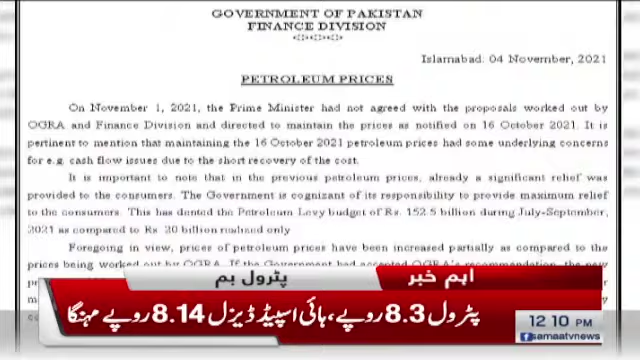 GOVERNMENT OF PAKISTAN
FINANCE DIVISION
Islamabad: 04 November, 2021
PETROLEUM PRICES
On November 1, 2021, the Prime Minister had not agreed with the proposals worked out by
OGRA and Finance Division and directed to maintain the prices as notified on 16 October 2021. It is
pertinent to mention that maintaining the 16 October 2021 petroleum prices had some underlying concerns
for e.g. cash flow issues due to the short recovery of the cost.
It is important to note that in the previous petroleum prices, already a significant relief was
provided to the consumers. The Government is cognizant of its responsibility to provide maximum relief
to the consumers. This has dented the Petroleum Levy budget of Rs. 152.5 billion during July-September,
2021 as compared to Rs. 20 billion realised only
Foregoing in view, prices of petroleum prices have been increased partially as compared to the
prices being worked out by OGRA. If the Government had accepted OGRA's recommendation, the new
اہم خبر
پٹرول بم
پٹرول 8.3 روپے، ہائی اسپیڈ ڈیزل 8.14 روپے مہنگا
12:10 PM
f samaatvnews